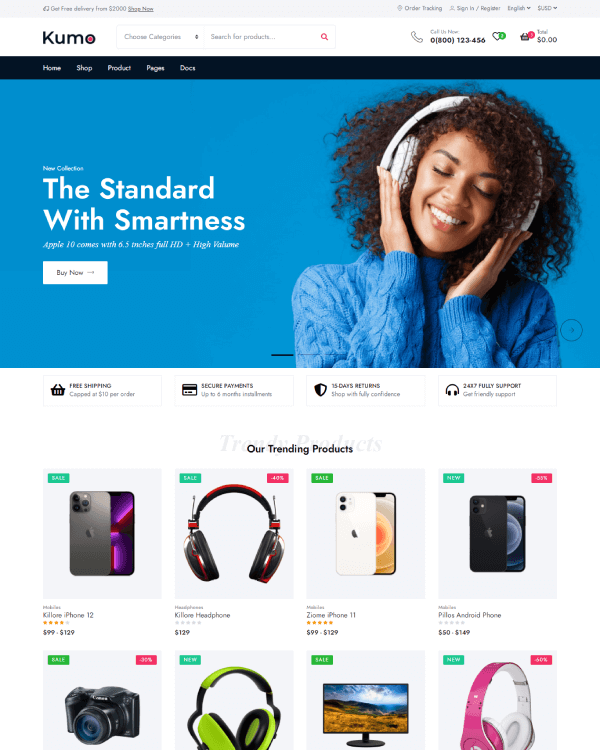 Get Free delivery from $2000 Shop Now
Order Tracking
Sign In / Register
English
$USD
Kumo
Choose Categories
Search for products...
Call Us Now:
0(800) 123-456
Total
$0.00
Home
Shop
Product
Pages
Docs
New Collection
The Standard
With Smartness
Apple 10 comes with 6.5 inches full HD + High Valume
Buy Now
FREE SHIPPING
Capped at $10 per order
SECURE PAYMENTS
Up to 6 months installments
15-DAYS RETURNS
Shop with fully confidence
24X7 FULLY SUPPORT
Get friendly support
Trendy Products
Our Trending Products
SALE
SALE
-40%
SALE
NEW
Mobiles
Killore iPhone 12
$99 - $129
Headphones
Killore Headphone
$129
Mobiles
Ziome iPhone 11
$99 - $129
Mobiles
Pillos Android Phone
$50 - $149
SALE
NEW
SALE
NEW
-60%